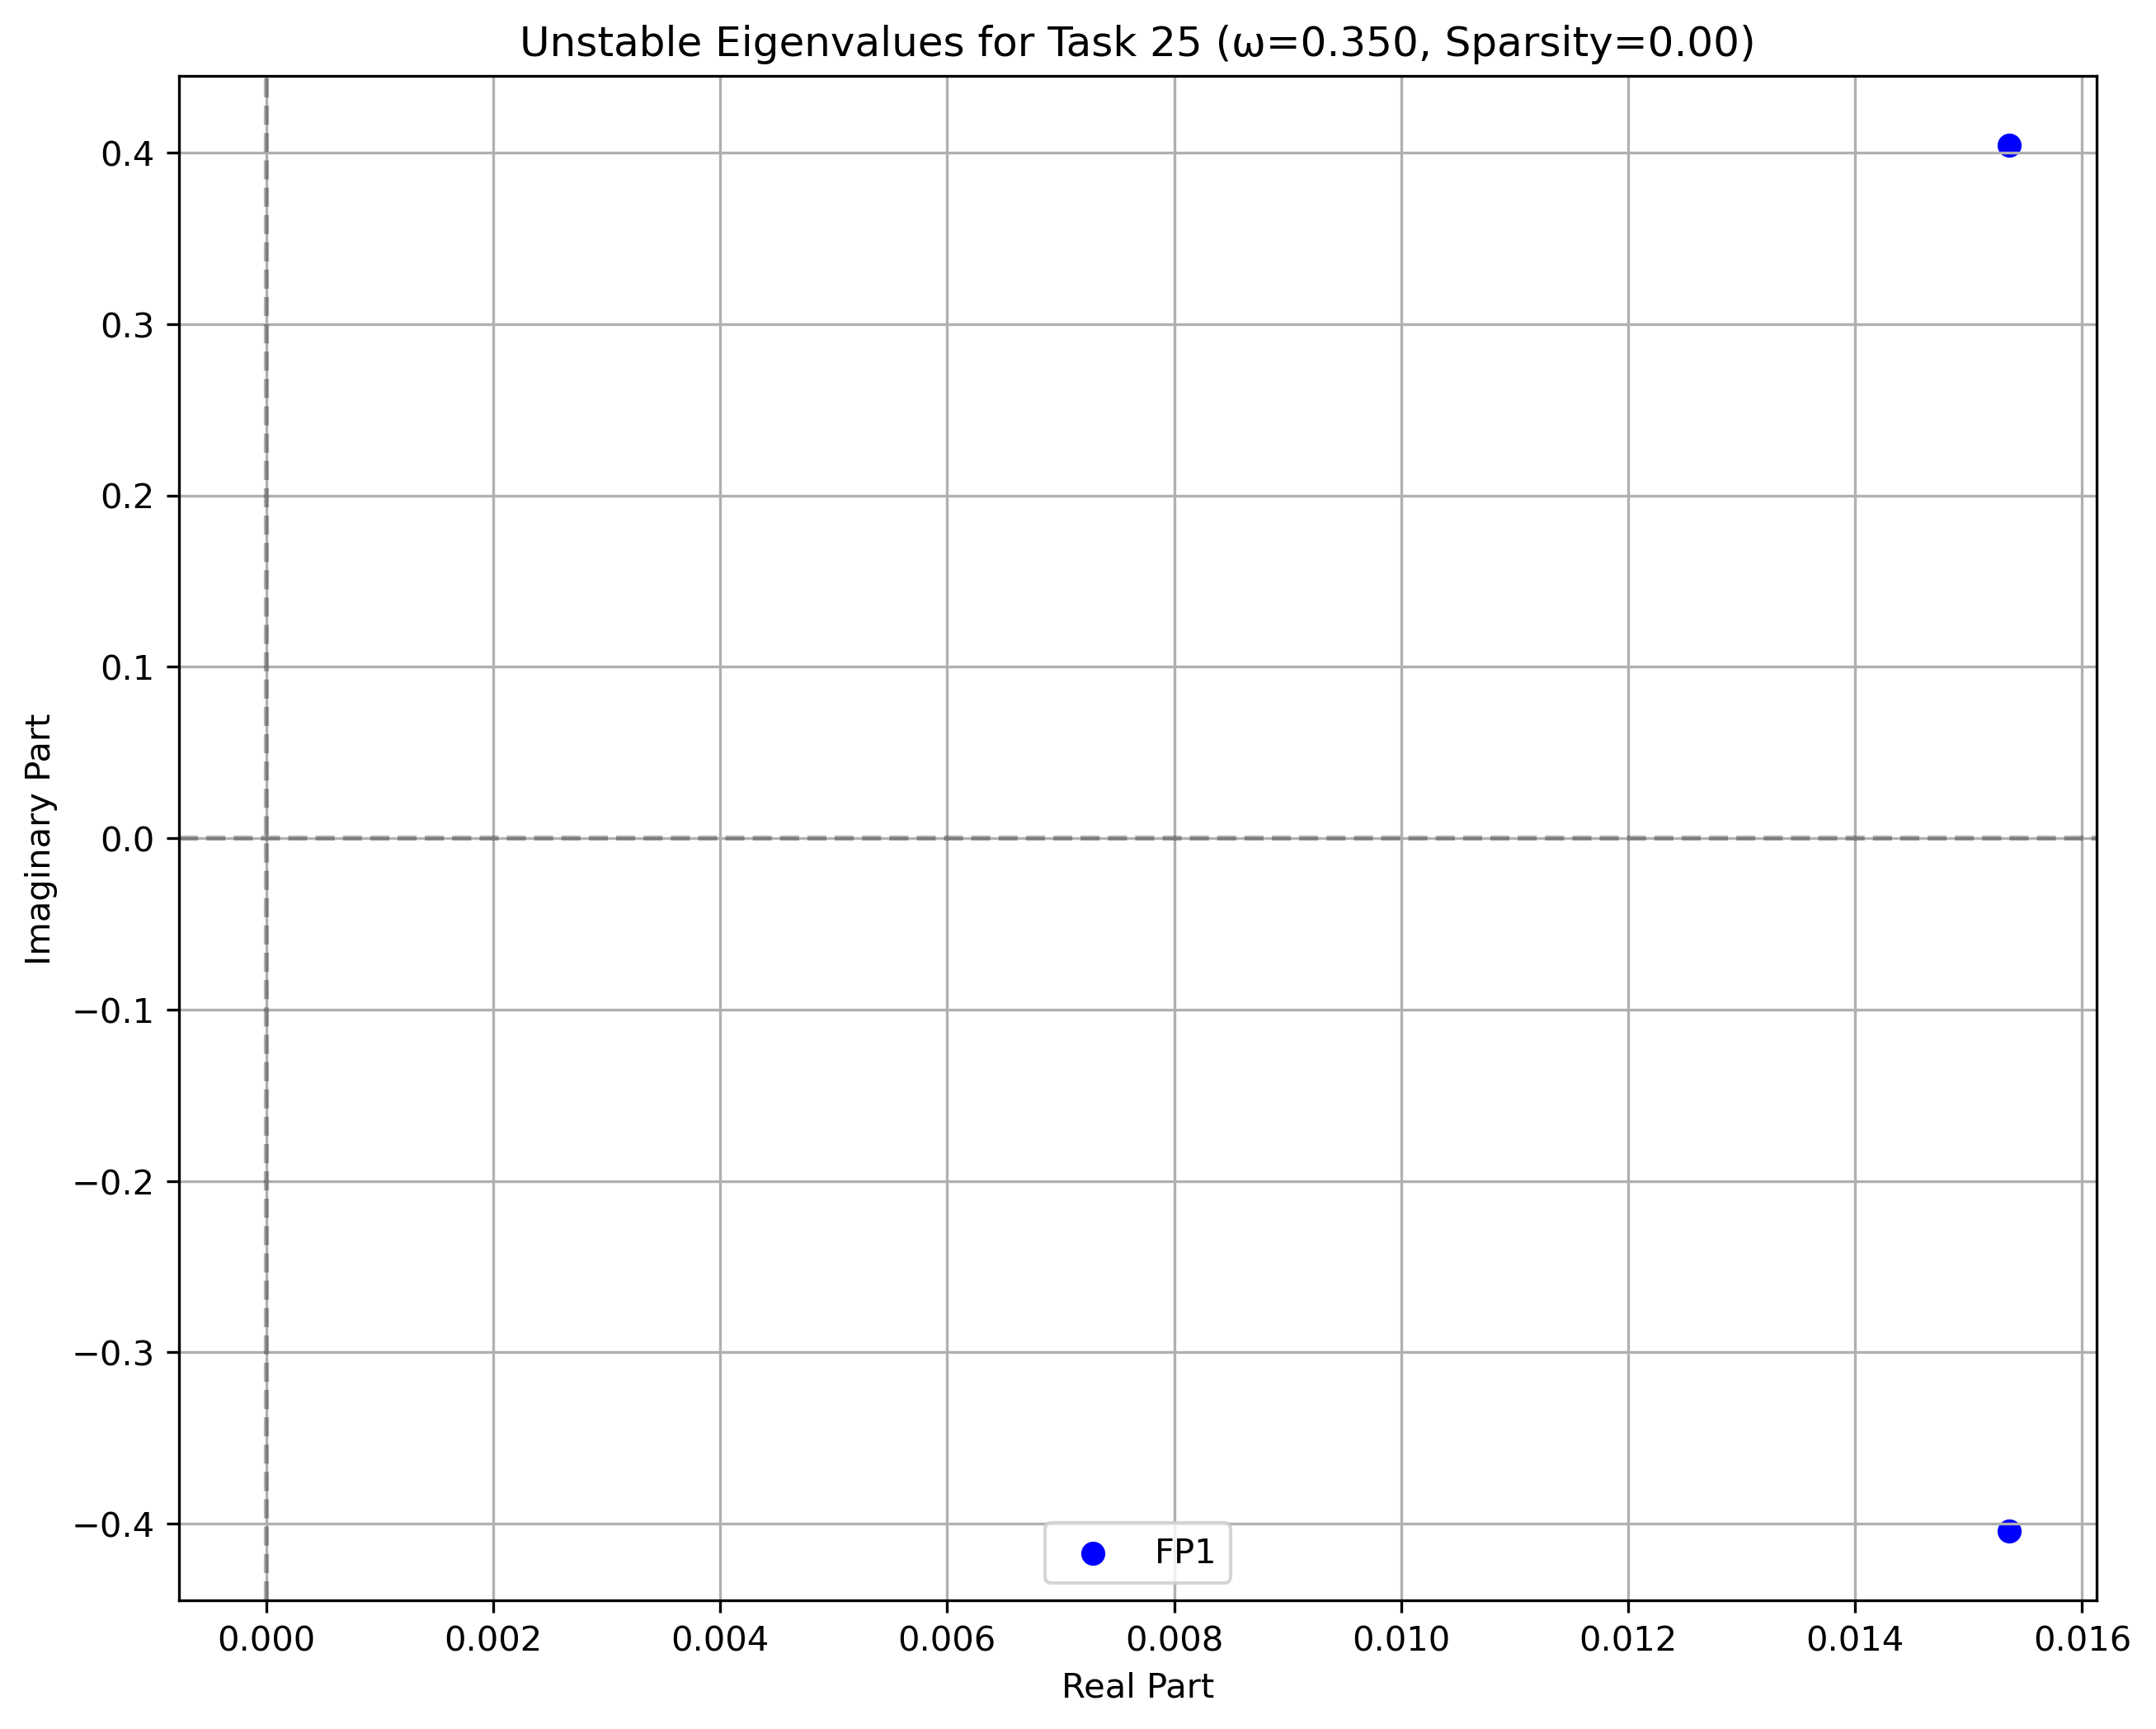 Unstable Eigenvalues for Task 25 (ω=0.350, Sparsity=0.00)
Imaginary Part
0.4
0.3
0.2
0.1
0.0
−0.1
−0.2
−0.3
−0.4
FP1
0.000 0.002 0.004 0.006 0.008 0.010 0.012 0.014 0.016
Real Part